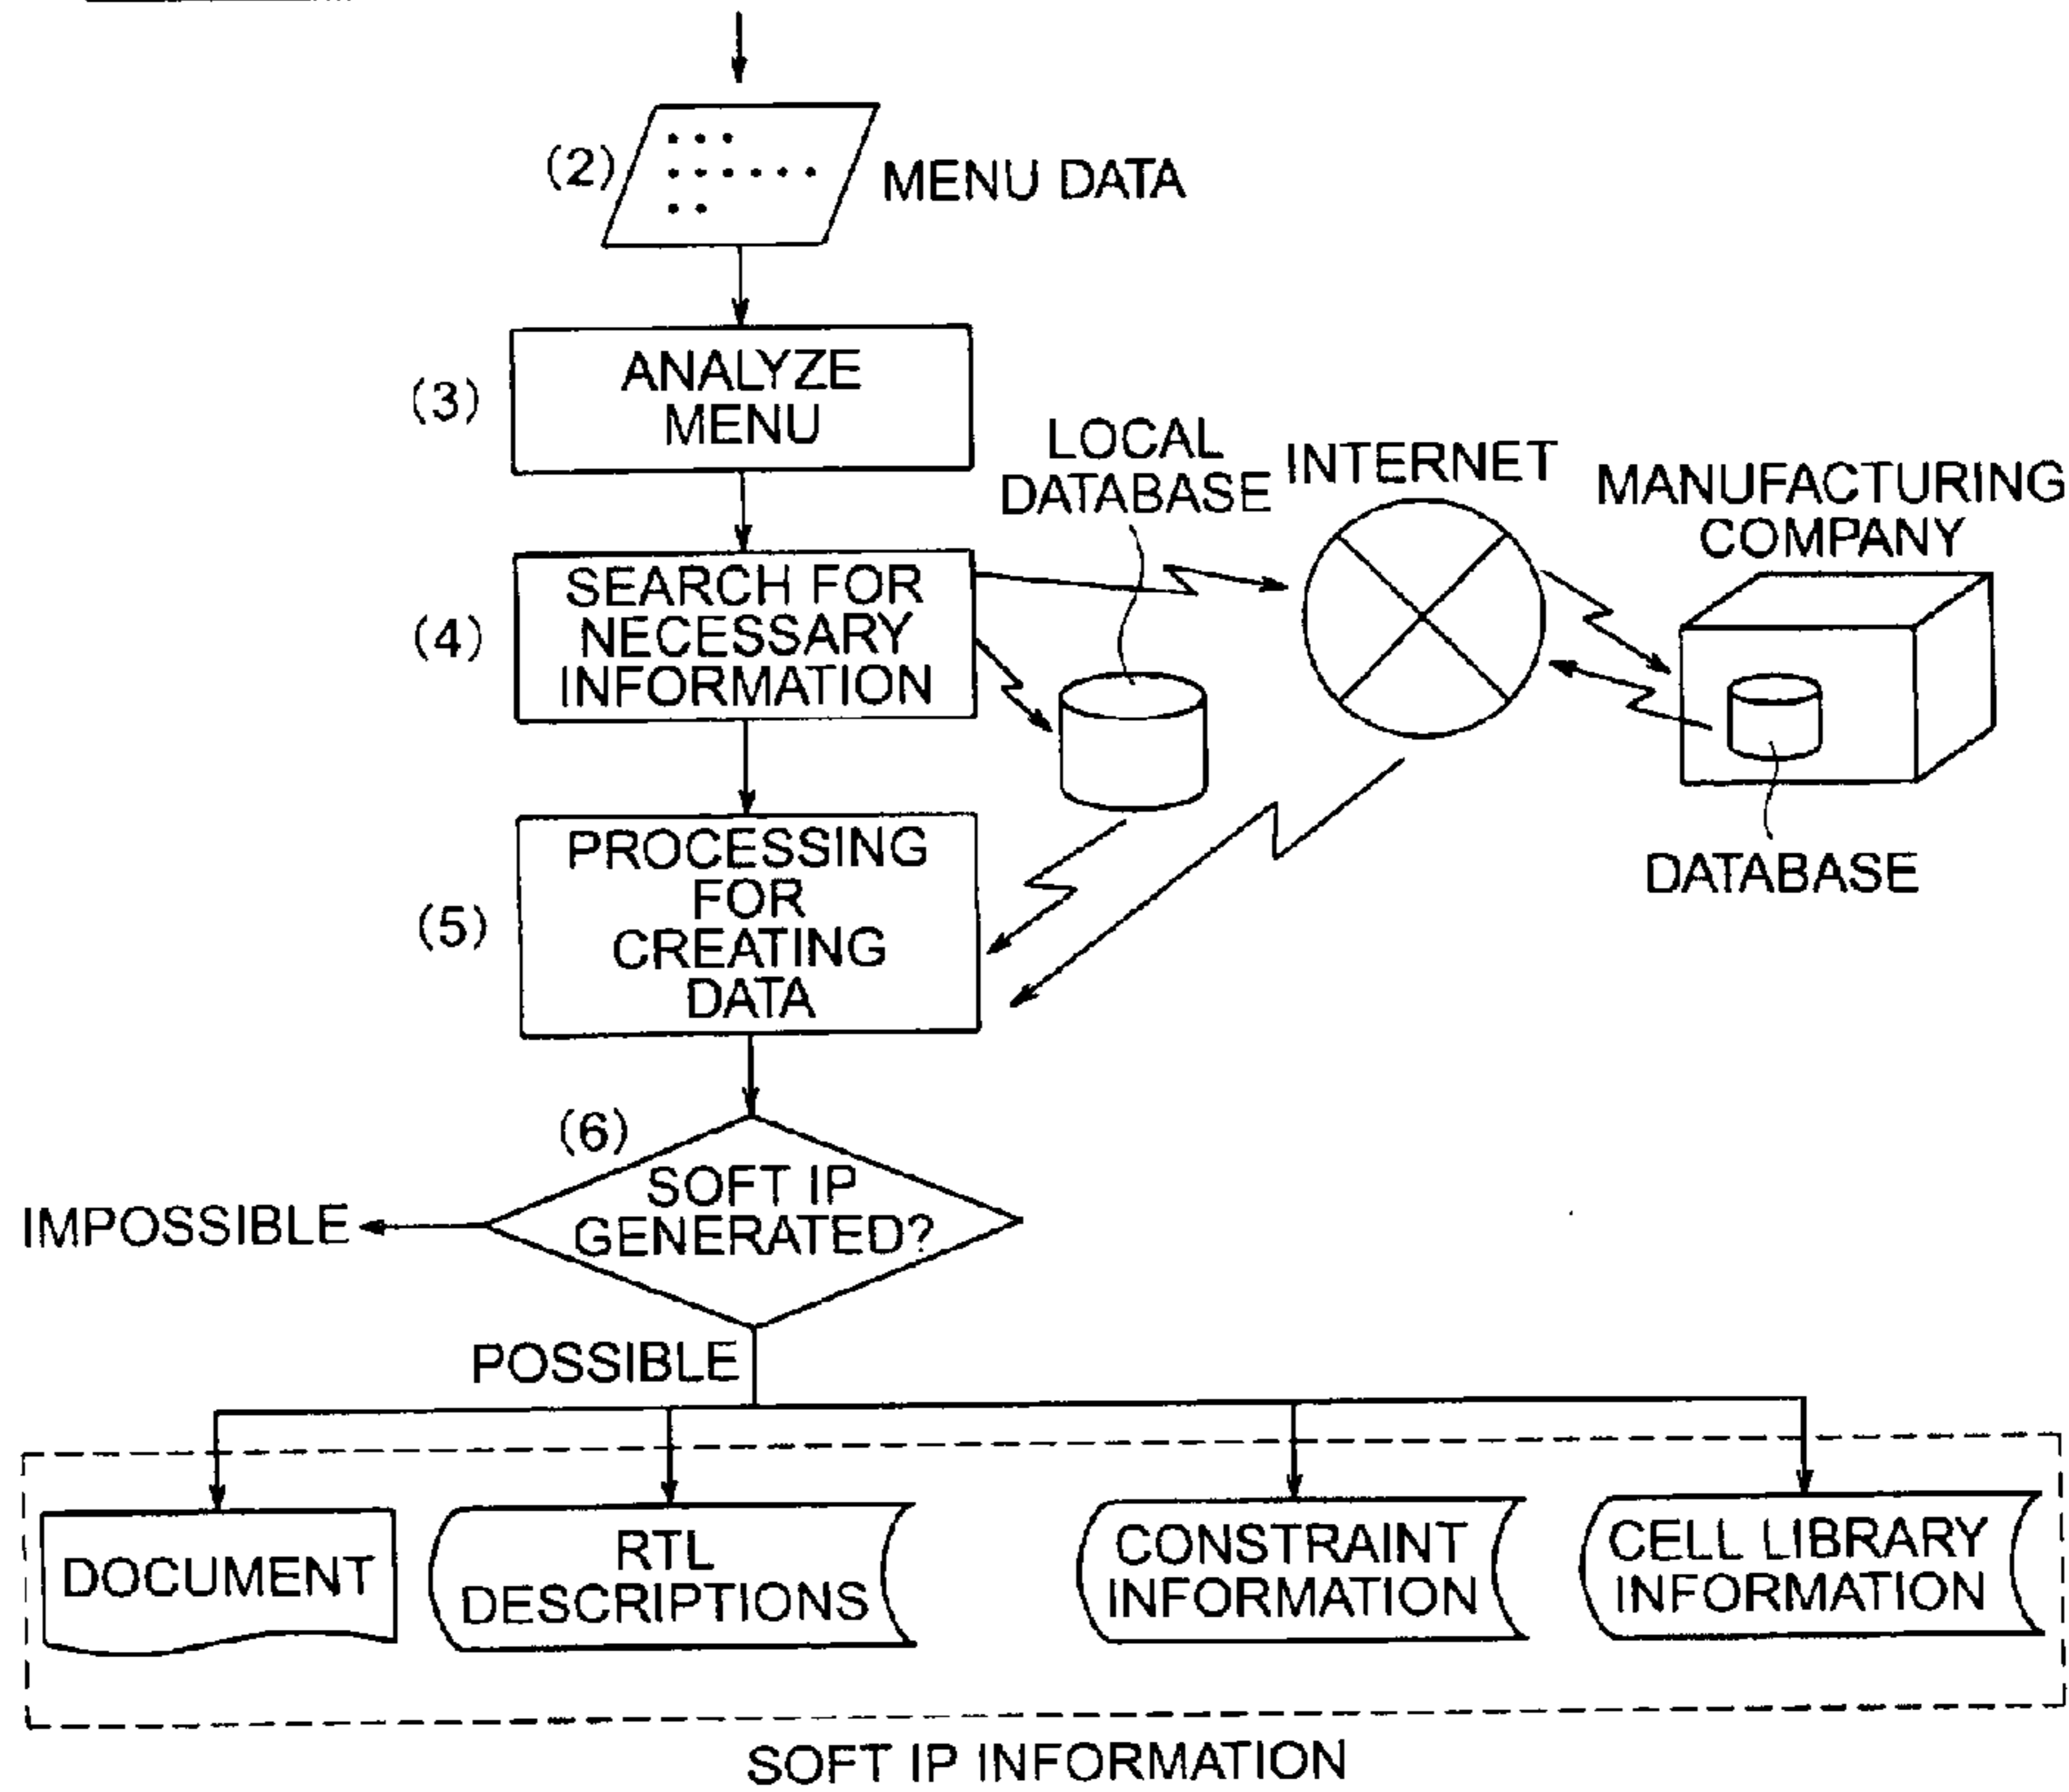 (2)
MENU DATA
(3)
ANALYZE
MENU
LOCAL
DATABASE
INTERNET
MANUFACTURING
COMPANY
(4)
SEARCH FOR
NECESSARY
INFORMATION
(5)
PROCESSING
FOR
CREATING
DATA
DATABASE
(6)
SOFT IP
GENERATED?
IMPOSSIBLE
POSSIBLE
DOCUMENT
RTL
DESCRIPTIONS
CONSTRAINT
INFORMATION
CELL LIBRARY
INFORMATION
SOFT IP INFORMATION